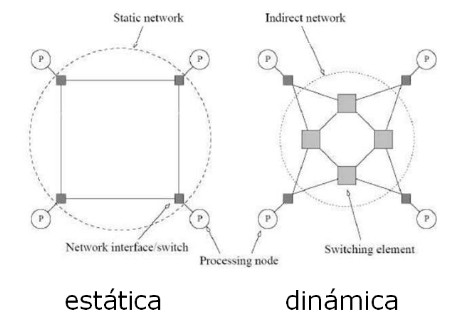 Static network
Indirect network
P
P
P
P
P
P
P
P
Network interface/switch
Processing node
Switching element
estática
dinámica